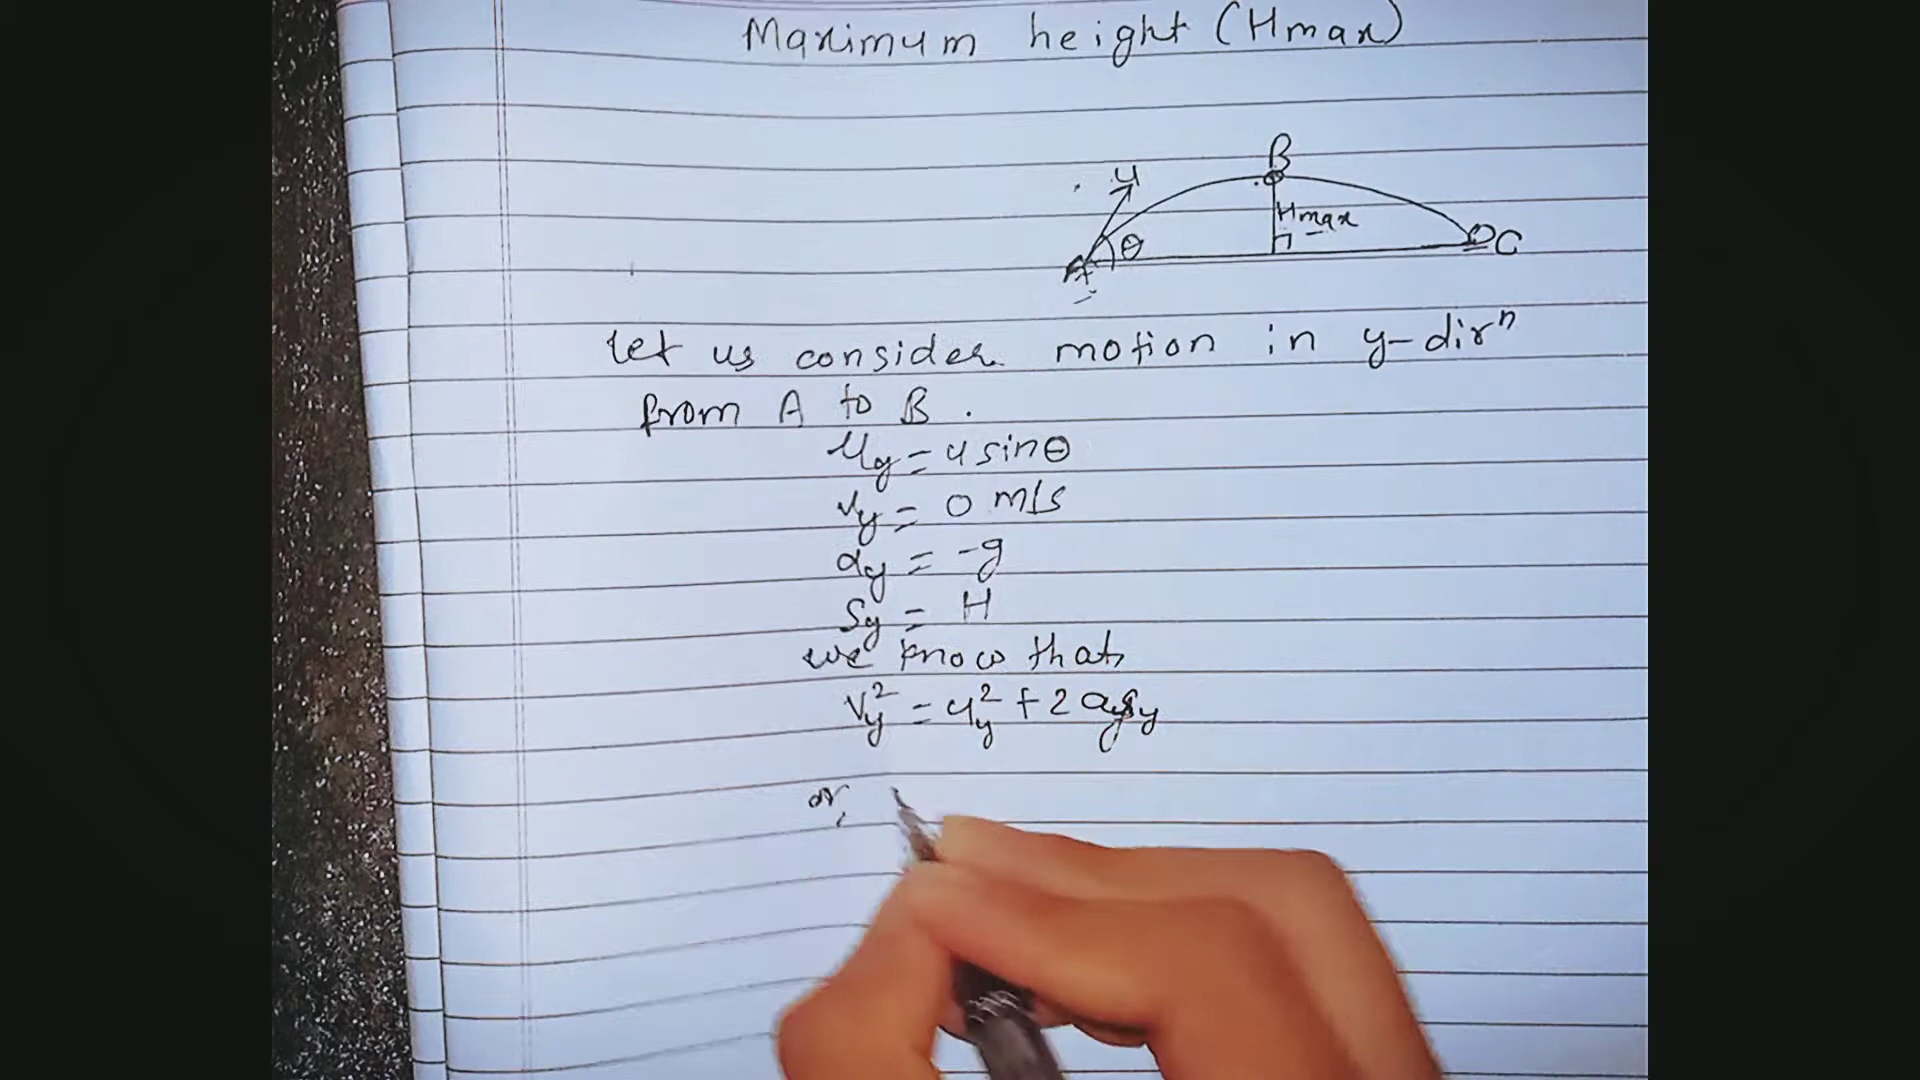 Maximum height (Hmax)
B
u
Hmax
θ
A
C
let us consider motion in y-dirⁿ
from A to B.
uy = u sinθ
vy = 0 m/s
ay = -g
Sy = H
we know that,
Vy² = uy² + 2 aysy
or,